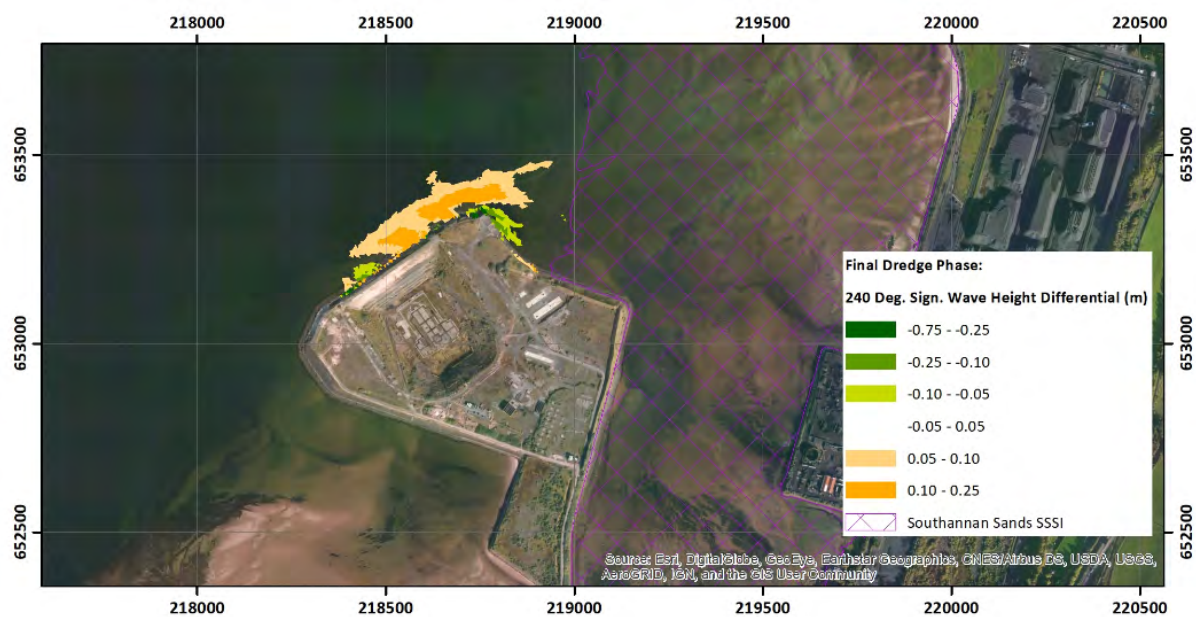 218000 218500 219000 219500 220000 220500
653500 653500
Final Dredge Phase:
240 Deg. Sign. Wave Height Differential (m)
-0.75 - -0.25
653000 653000
-0.25 - -0.10
-0.10 - -0.05
-0.05 - 0.05
0.05 - 0.10
0.10 - 0.25
Southannan Sands SSSI
652500 652500
Source: Esri, DigitalGlobe, GeoEye, Earthstar Geographics, CNES/Airbus DS, USDA, USGS,
AeroGRID, IGN, and the GIS User Community
218000 218500 219000 219500 220000 220500